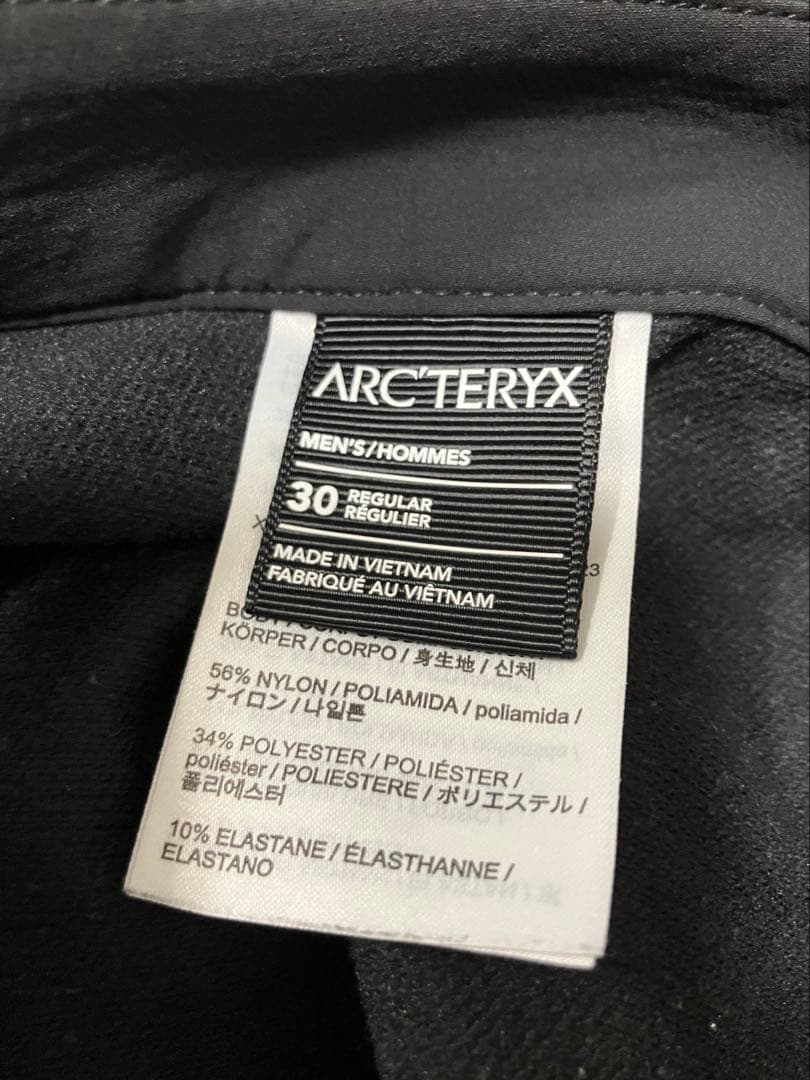 ARC'TERYX
MEN'S/HOMMES
30 REGULAR
RÉGULIER
MADE IN VIETNAM
FABRIQUÉ AU VIÊTNAM
KÖRPER / CORPO / 身生地 / 신체
56% NYLON / POLIAMIDA / poliamida /
ナイロン / 나일론
34% POLYESTER / POLIÉSTER /
poliéster / POLIESTERE / ポリエステル /
폴리에스터
10% ELASTANE / ÉLASTHANNE /
ELASTANO